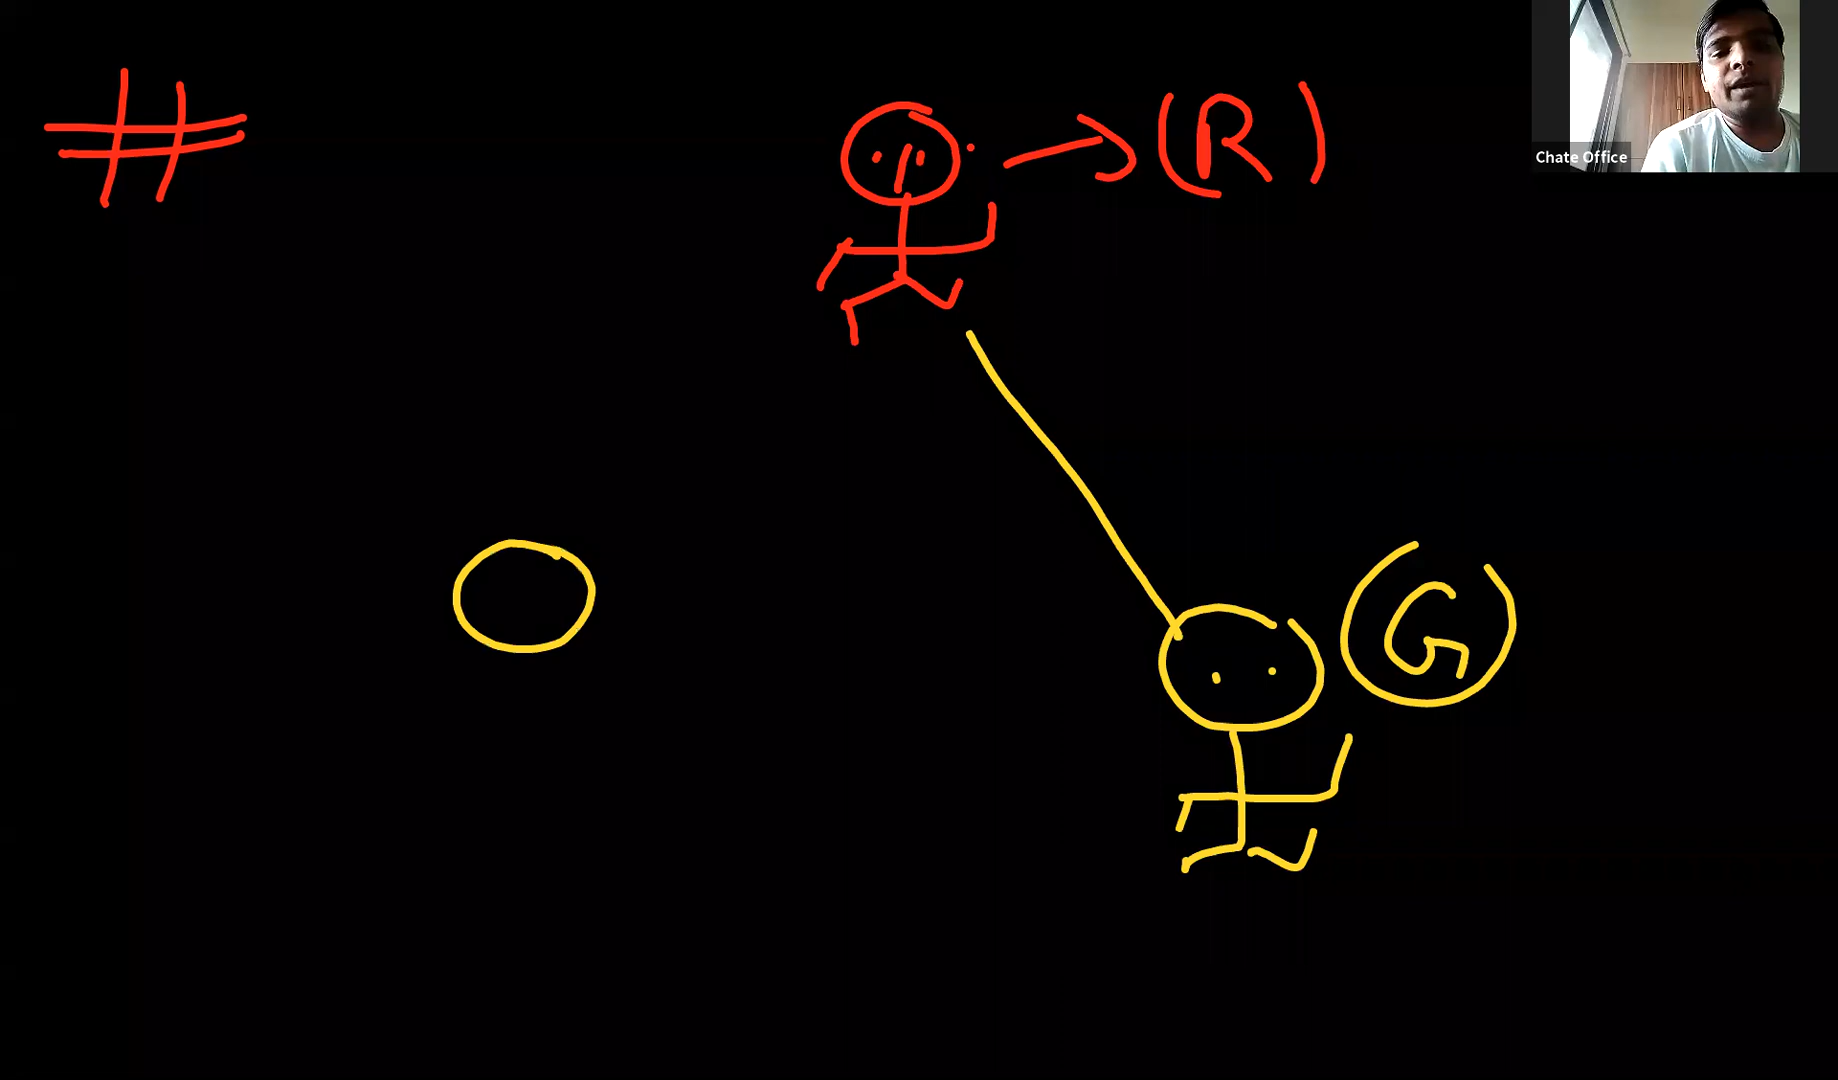 # → (R)
Chate Office
G